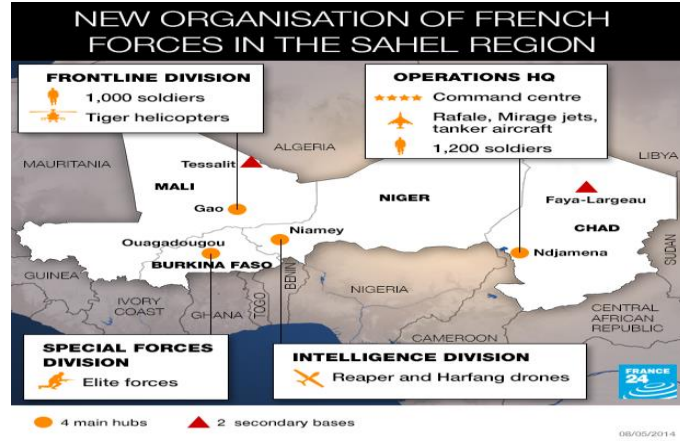 NEW ORGANISATION OF FRENCH
FORCES IN THE SAHEL REGION
FRONTLINE DIVISION
1,000 soldiers
Tiger helicopters
OPERATIONS HQ
Command centre
Rafale, Mirage jets,
tanker aircraft
1,200 soldiers
ALGERIA
LIBYA
MAURITANIA
Tessalit
MALI
NIGER
Faya-Largeau
Gao
CHAD
Niamey
Ouagadougou
Ndjamena
SUDAN
BURKINA FASO
GUINEA
BENIN
NIGERIA
IVORY
COAST
GHANA
TOGO
CENTRAL
AFRICAN
REPUBLIC
CAMEROON
SPECIAL FORCES
DIVISION
Elite forces
INTELLIGENCE DIVISION
Reaper and Harfang drones
FRANCE
24
4 main hubs
2 secondary bases
08/05/2014